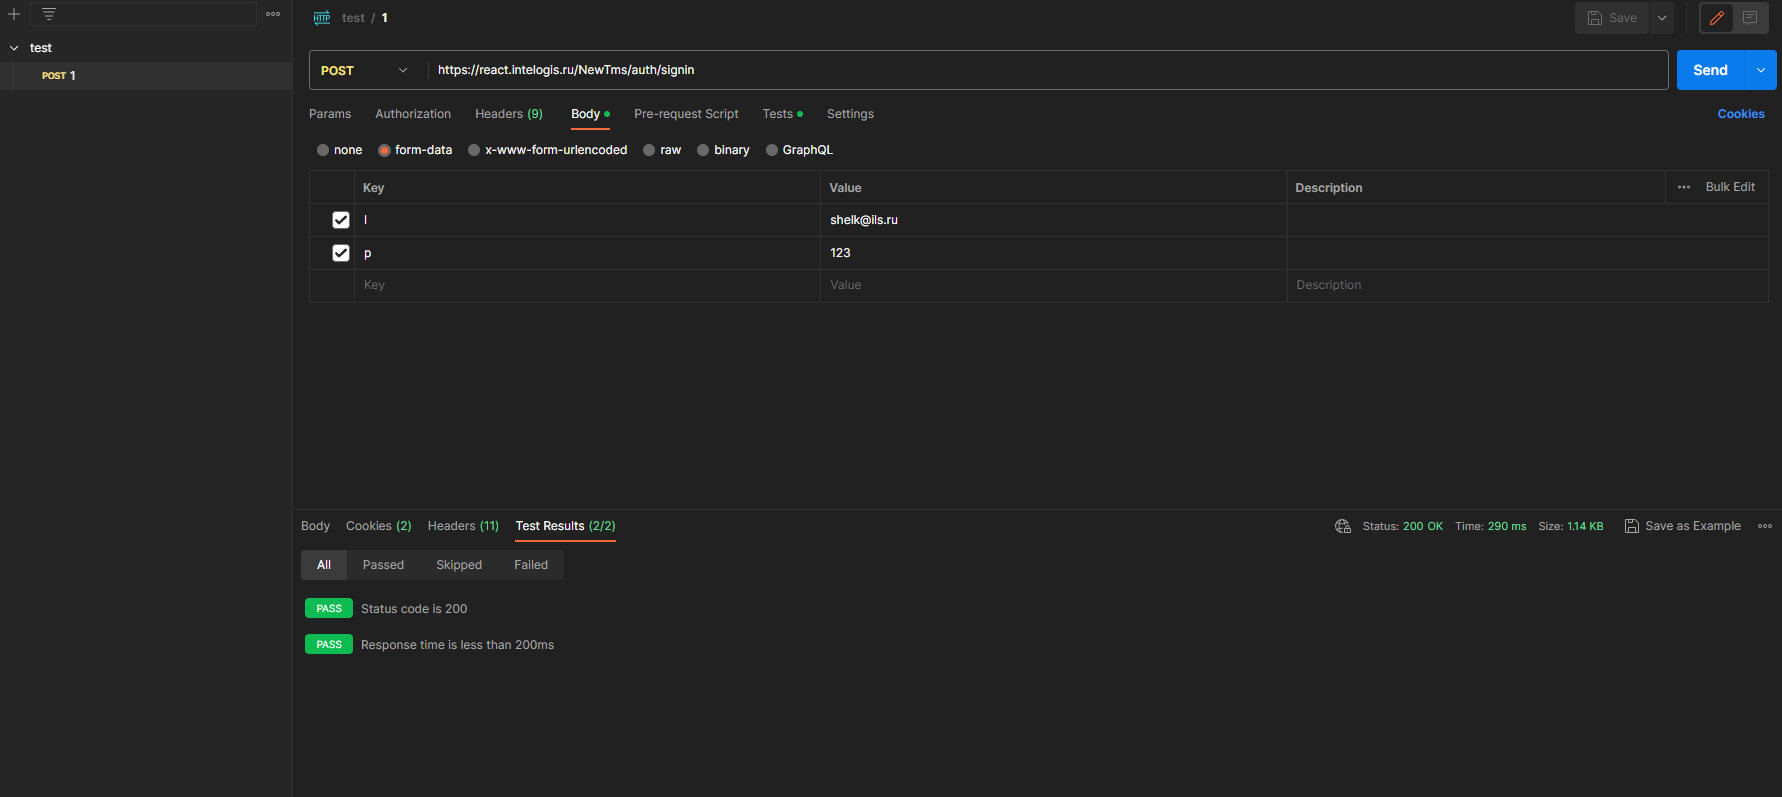 test / 1
Save
test
POST 1
POST
https://react.intelogis.ru/NewTms/auth/signin
Send
Params Authorization Headers (9) Body Pre-request Script Tests Settings Cookies
none form-data x-www-form-urlencoded raw binary GraphQL
Key Value Description Bulk Edit
l shelk@ils.ru
p 123
Key Value Description
Body Cookies (2) Headers (11) Test Results (2/2) Status: 200 OK Time: 290 ms Size: 1.14 KB Save as Example
All Passed Skipped Failed
PASS Status code is 200
PASS Response time is less than 200ms